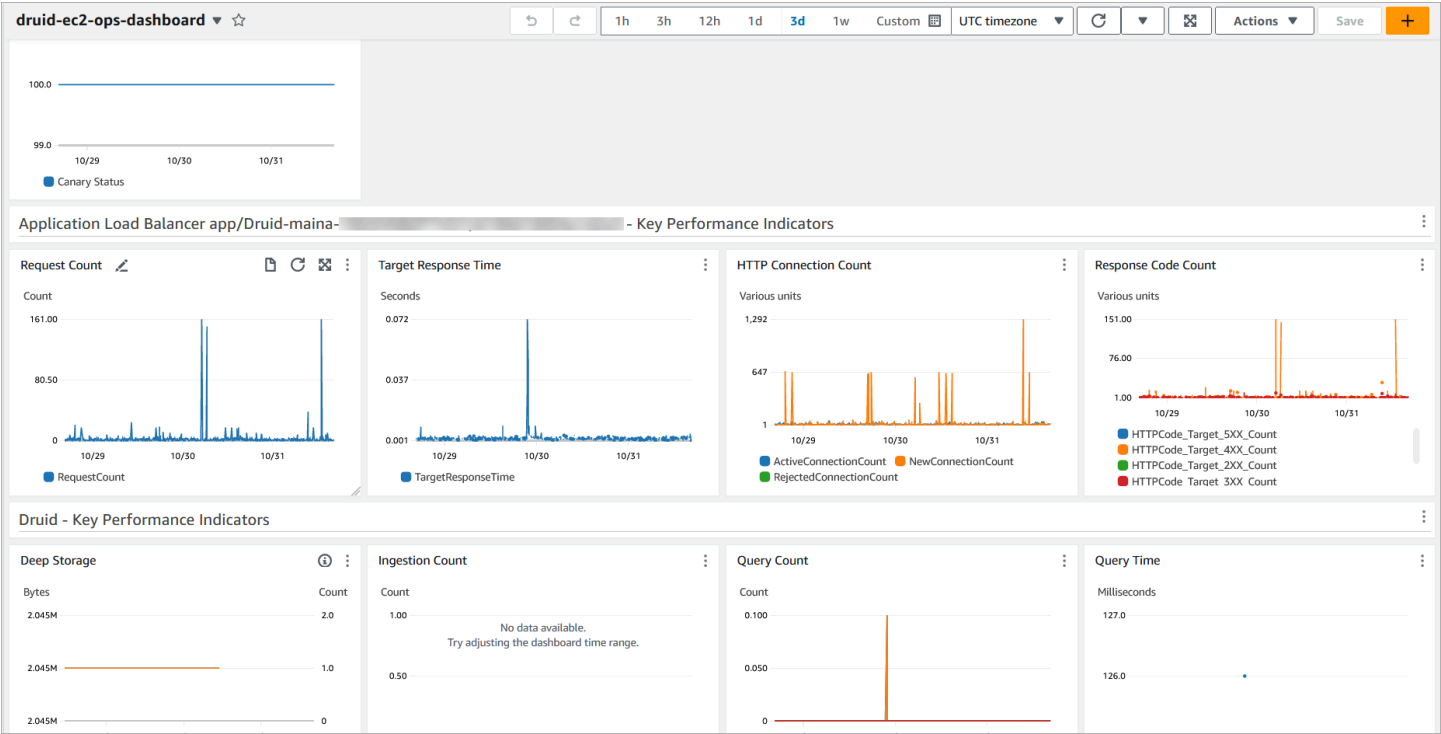 druid-ec2-ops-dashboard
1h 3h 12h 1d 3d 1w Custom UTC timezone Actions Save +
100.0
99.0
10/29 10/30 10/31
Canary Status
Application Load Balancer app/Druid-maina- - Key Performance Indicators
Request Count
Count
161.00
80.50
0
10/29 10/30 10/31
RequestCount
Target Response Time
Seconds
0.072
0.037
0.001
10/29 10/30 10/31
TargetResponseTime
HTTP Connection Count
Various units
1,292
647
1
10/29 10/30 10/31
ActiveConnectionCount NewConnectionCount
RejectedConnectionCount
Response Code Count
Various units
151.00
76.00
1.00
10/29 10/30 10/31
HTTPCode_Target_5XX_Count
HTTPCode_Target_4XX_Count
HTTPCode_Target_2XX_Count
HTTPCode_Target_3XX_Count
Druid - Key Performance Indicators
Deep Storage
Bytes Count
2.045M 2.0
2.045M 1.0
2.045M 0
Ingestion Count
Count
1.00
No data available.
Try adjusting the dashboard time range.
0.50
Query Count
Count
0.100
0.050
0
Query Time
Milliseconds
127.0
126.0